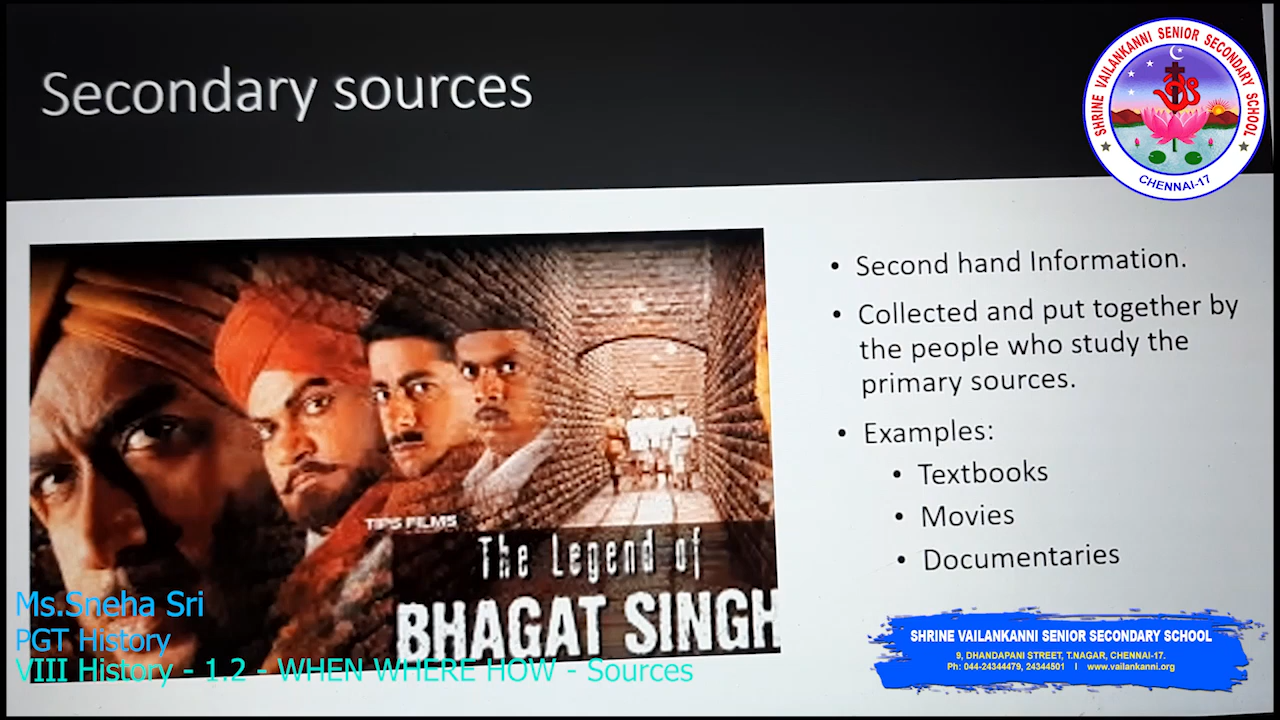 Secondary sources
SHRINE VAILANKANNI SENIOR SECONDARY SCHOOL
CHENNAI-17
• Second hand Information.
• Collected and put together by
the people who study the
primary sources.
• Examples:
• Textbooks
• Movies
• Documentaries
TIPS FILMS
The Legend of
BHAGAT SINGH
Ms.Sneha Sri
PGT History
VIII History - 1.2 - WHEN WHERE HOW - Sources
SHRINE VAILANKANNI SENIOR SECONDARY SCHOOL
9, DHANDAPANI STREET, T.NAGAR, CHENNAI-17.
Ph: 044-24344479, 24344501 I www.vailankanni.org